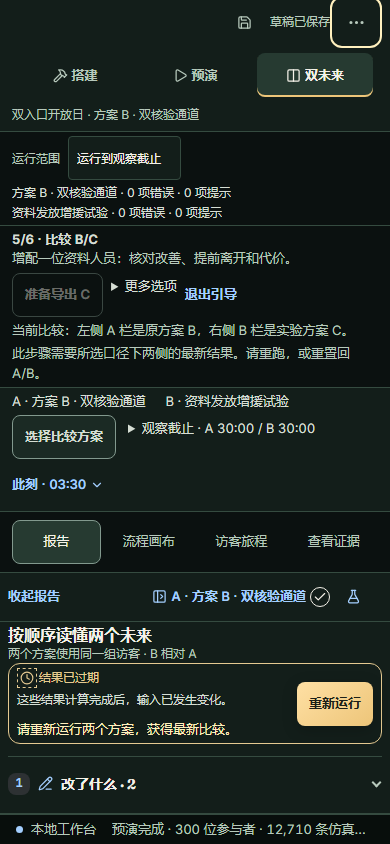 草稿已保存
搭建 预演 双未来
双入口开放日 · 方案 B · 双核验通道
运行范围 运行到观察截止
方案 B · 双核验通道 · 0 项错误 · 0 项提示
资料发放增援试验 · 0 项错误 · 0 项提示
5/6 · 比较 B/C
增配一位资料人员：核对改善、提前离开和代价。
准备导出 C ▶ 更多选项 退出引导
当前比较：左侧 A 栏是原方案 B，右侧 B 栏是实验方案 C。
此步骤需要所选口径下两侧的最新结果。请重跑，或重置回
A/B。
A · 方案 B · 双核验通道 B · 资料发放增援试验
选择比较方案 ▶ 观察截止 · A 30:00 / B 30:00
此刻 · 03:30
报告 流程画布 访客旅程 查看证据
收起报告 A · 方案 B · 双核验通道
按顺序读懂两个未来
两个方案使用同一组访客 · B 相对 A
结果已过期
这些结果计算完成后，输入已发生变化。
请重新运行两个方案，获得最新比较。
重新运行
1 改了什么 · 2
本地工作台 预演完成 · 300 位参与者 · 12,710 条仿真...